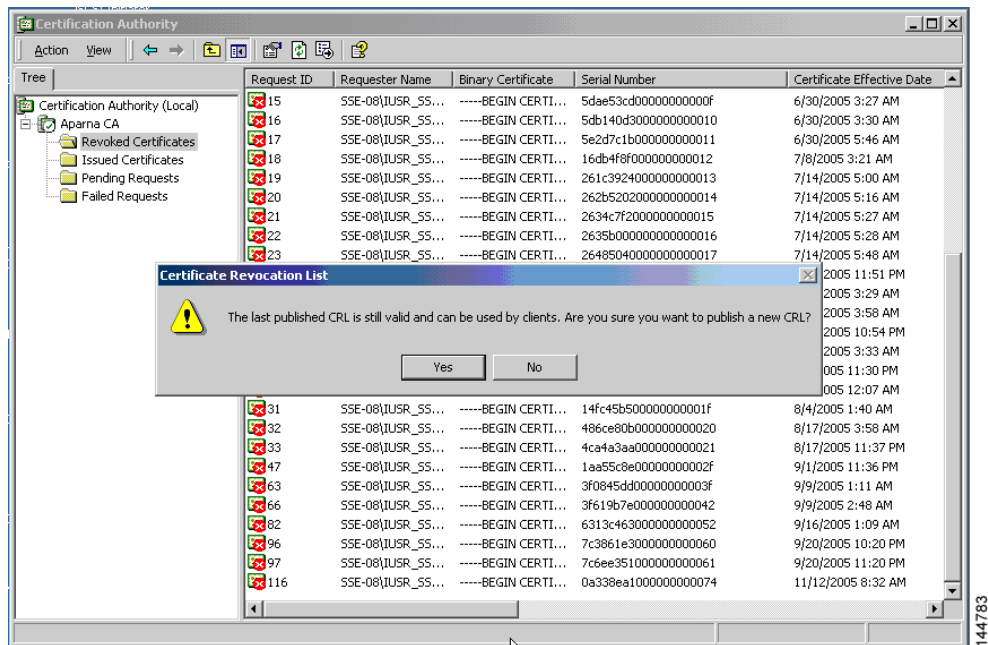 Certification Authority
Action View
Tree
Request ID Requester Name Binary Certificate Serial Number Certificate Effective Date
Certification Authority (Local)
Aparna CA
Revoked Certificates
Issued Certificates
Pending Requests
Failed Requests
15 SSE-08\IUSR_SS... -----BEGIN CERTI... 5dae53cd00000000000f 6/30/2005 3:27 AM
16 SSE-08\IUSR_SS... -----BEGIN CERTI... 5db140d3000000000010 6/30/2005 3:30 AM
17 SSE-08\IUSR_SS... -----BEGIN CERTI... 5e2d7c1b000000000011 6/30/2005 5:46 AM
18 SSE-08\IUSR_SS... -----BEGIN CERTI... 16db4f8f000000000012 7/8/2005 3:21 AM
19 SSE-08\IUSR_SS... -----BEGIN CERTI... 261c3924000000000013 7/14/2005 5:00 AM
20 SSE-08\IUSR_SS... -----BEGIN CERTI... 262b5202000000000014 7/14/2005 5:16 AM
21 SSE-08\IUSR_SS... -----BEGIN CERTI... 2634c7f2000000000015 7/14/2005 5:27 AM
22 SSE-08\IUSR_SS... -----BEGIN CERTI... 2635b000000000000016 7/14/2005 5:28 AM
23 SSE-08\IUSR_SS... -----BEGIN CERTI... 26485040000000000017 7/14/2005 5:48 AM
2005 11:51 PM
2005 3:29 AM
2005 3:58 AM
2005 10:54 PM
2005 3:33 AM
005 11:30 PM
005 12:07 AM
Certificate Revocation List
The last published CRL is still valid and can be used by clients. Are you sure you want to publish a new CRL?
Yes No
31 SSE-08\IUSR_SS... -----BEGIN CERTI... 14fc45b500000000001f 8/4/2005 1:40 AM
32 SSE-08\IUSR_SS... -----BEGIN CERTI... 486ce80b000000000020 8/17/2005 3:58 AM
33 SSE-08\IUSR_SS... -----BEGIN CERTI... 4ca4a3aa000000000021 8/17/2005 11:37 PM
47 SSE-08\IUSR_SS... -----BEGIN CERTI... 1aa55c8e00000000002f 9/1/2005 11:36 PM
63 SSE-08\IUSR_SS... -----BEGIN CERTI... 3f0845dd00000000003f 9/9/2005 1:11 AM
66 SSE-08\IUSR_SS... -----BEGIN CERTI... 3f619b7e000000000042 9/9/2005 2:48 AM
82 SSE-08\IUSR_SS... -----BEGIN CERTI... 6313c463000000000052 9/16/2005 1:09 AM
96 SSE-08\IUSR_SS... -----BEGIN CERTI... 7c3861e3000000000060 9/20/2005 10:20 PM
97 SSE-08\IUSR_SS... -----BEGIN CERTI... 7c6ee351000000000061 9/20/2005 11:20 PM
116 SSE-08\IUSR_SS... -----BEGIN CERTI... 0a338ea1000000000074 11/12/2005 8:32 AM
144783